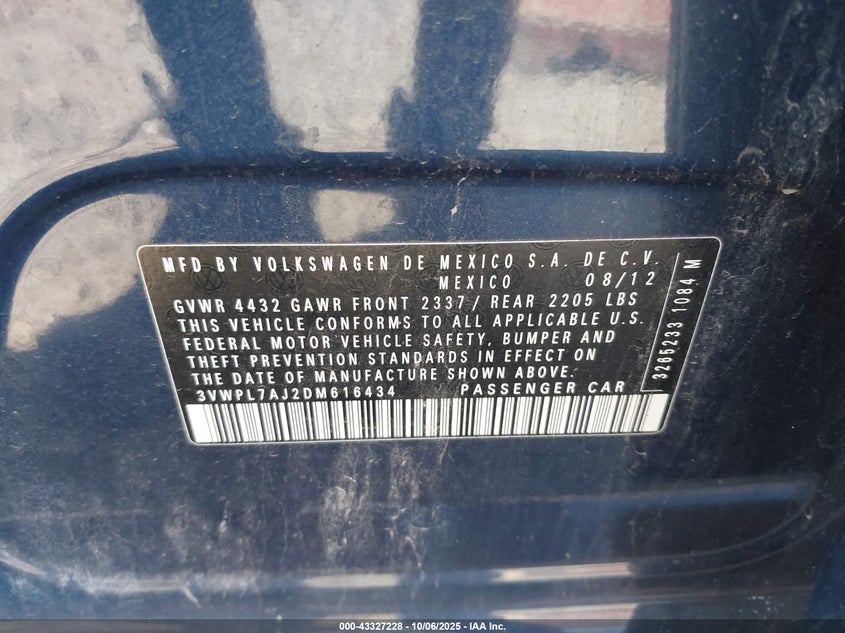 MFD BY VOLKSWAGEN DE MEXICO S.A. DE C.V.
MEXICO 08/12
GVWR 4432 GAWR FRONT 2337/ REAR 2205 LBS
THIS VEHICLE CONFORMS TO ALL APPLICABLE U.S.
FEDERAL MOTOR VEHICLE SAFETY, BUMPER AND
THEFT PREVENTION STANDARDS IN EFFECT ON
THE DATE OF MANUFACTURE SHOWN ABOVE.
3VWPL7AJ2DM616434 PASSENGER CAR
3265293 1084 M
000-43327228 - 10/06/2025 - IAA Inc.